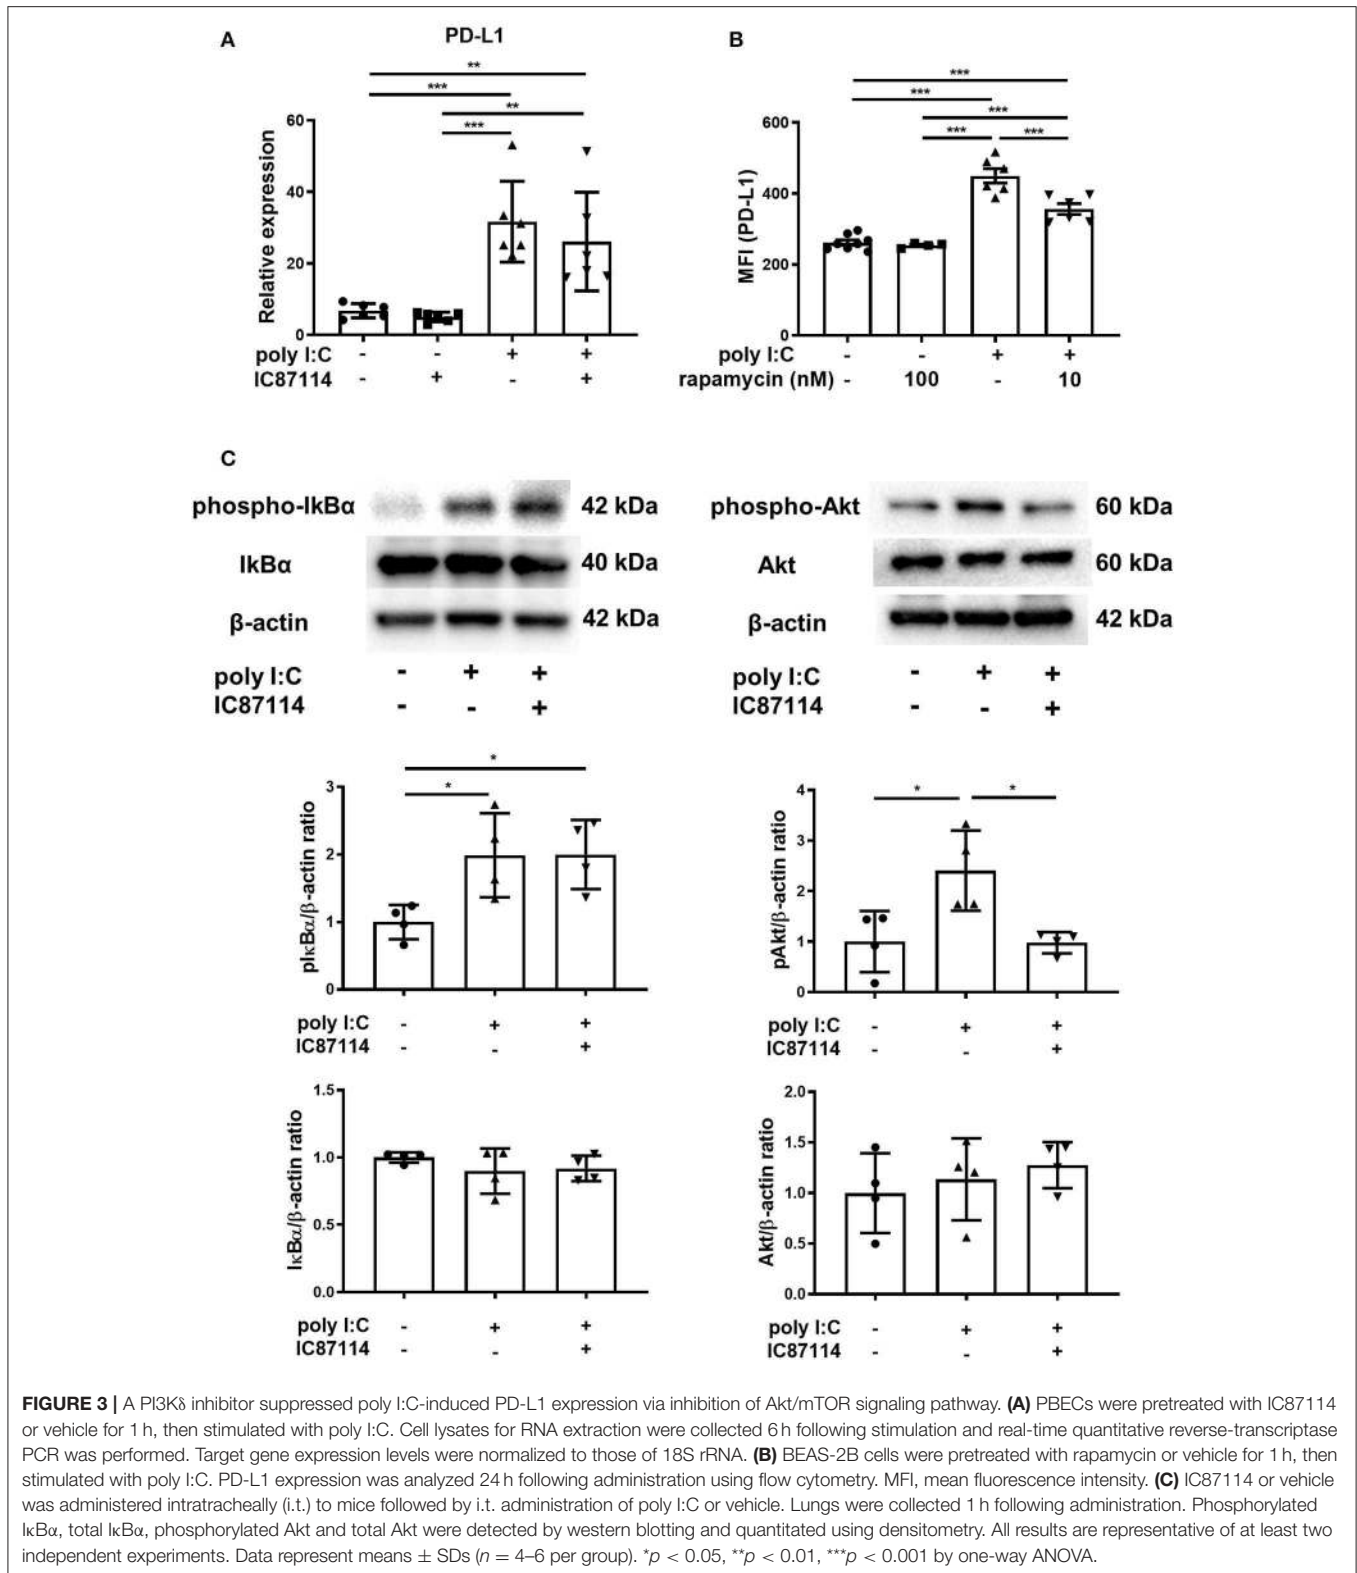 A
PD-L1
**
***
**
***
Relative expression
60
40
20
0
poly I:C - - + +
IC87114 - + - +
B
***
***
***
*** ***
MFI (PD-L1)
600
400
200
0
poly I:C - - + +
rapamycin (nM) - 100 - 10
C
phospho-IkBα 42 kDa
IkBα 40 kDa
β-actin 42 kDa
poly I:C - + +
IC87114 - - +
phospho-Akt 60 kDa
Akt 60 kDa
β-actin 42 kDa
poly I:C - + +
IC87114 - - +
*
*
pIκBα/β-actin ratio
3
2
1
0
poly I:C - + +
IC87114 - - +
* *
pAkt/β-actin ratio
4
3
2
1
0
poly I:C - + +
IC87114 - - +
IκBα/β-actin ratio
1.5
1.0
0.5
0.0
poly I:C - + +
IC87114 - - +
Akt/β-actin ratio
2.0
1.5
1.0
0.5
0.0
poly I:C - + +
IC87114 - - +
FIGURE 3 | A PI3Kδ inhibitor suppressed poly I:C-induced PD-L1 expression via inhibition of Akt/mTOR signaling pathway. (A) PBECs were pretreated with IC87114
or vehicle for 1 h, then stimulated with poly I:C. Cell lysates for RNA extraction were collected 6 h following stimulation and real-time quantitative reverse-transcriptase
PCR was performed. Target gene expression levels were normalized to those of 18S rRNA. (B) BEAS-2B cells were pretreated with rapamycin or vehicle for 1 h, then
stimulated with poly I:C. PD-L1 expression was analyzed 24 h following administration using flow cytometry. MFI, mean fluorescence intensity. (C) IC87114 or vehicle
was administered intratracheally (i.t.) to mice followed by i.t. administration of poly I:C or vehicle. Lungs were collected 1 h following administration. Phosphorylated
IκBα, total IκBα, phosphorylated Akt and total Akt were detected by western blotting and quantitated using densitometry. All results are representative of at least two
independent experiments. Data represent means ± SDs (n = 4–6 per group). *p < 0.05, **p < 0.01, ***p < 0.001 by one-way ANOVA.